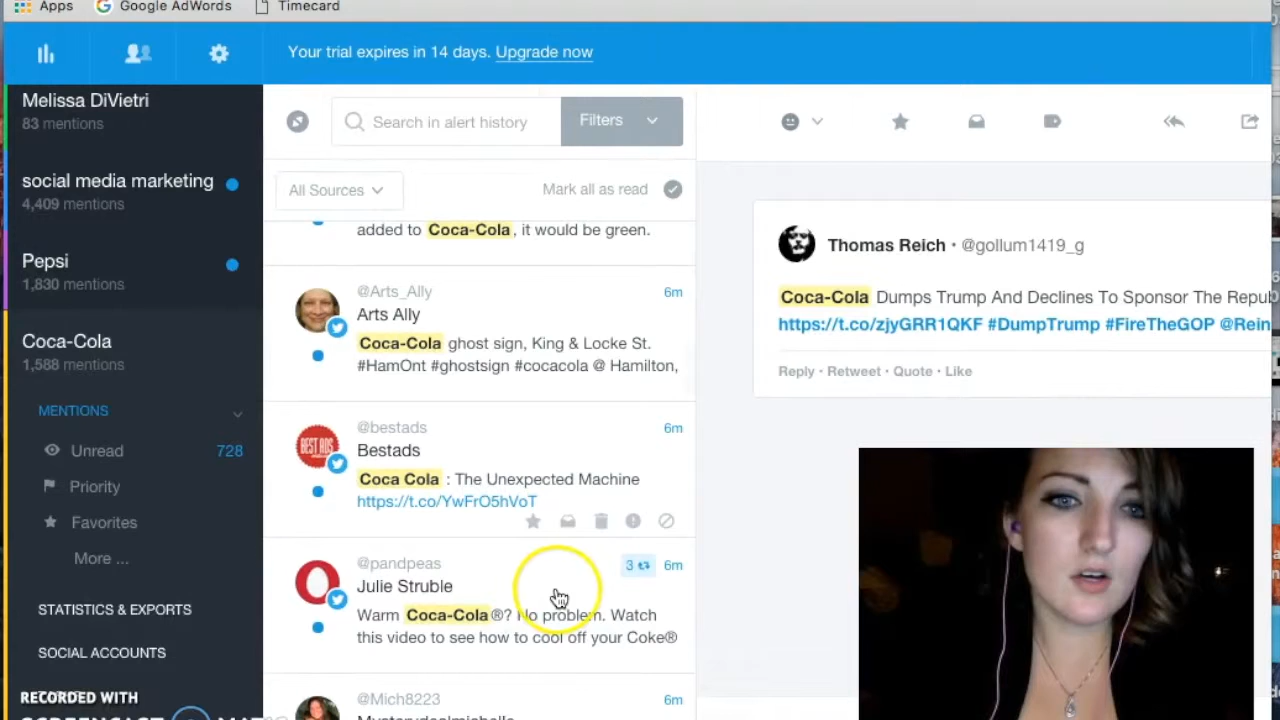 Apps Google AdWords Timecard
Your trial expires in 14 days. Upgrade now
Melissa DiVietri
83 mentions
social media marketing
4,409 mentions
Pepsi
1,830 mentions
Coca-Cola
1,588 mentions
MENTIONS
Unread 728
Priority
Favorites
More ...
STATISTICS & EXPORTS
SOCIAL ACCOUNTS
RECORDED WITH
Search in alert history
Filters
All Sources
Mark all as read
added to Coca-Cola, it would be green.
@Arts_Ally 6m
Arts Ally
Coca-Cola ghost sign, King & Locke St.
#HamOnt #ghostsign #cocacola @ Hamilton,
@bestads 6m
BEST ADS
Bestads
Coca Cola : The Unexpected Machine
https://t.co/YwFrO5hVoT
@pandpeas 3 6m
Julie Struble
Warm Coca-Cola®? No problem. Watch
this video to see how to cool off your Coke®
@Mich8223 6m
Thomas Reich • @gollum1419_g
Coca-Cola Dumps Trump And Declines To Sponsor The Repub
https://t.co/zjyGRR1QKF #DumpTrump #FireTheGOP @Rein
Reply • Retweet • Quote • Like